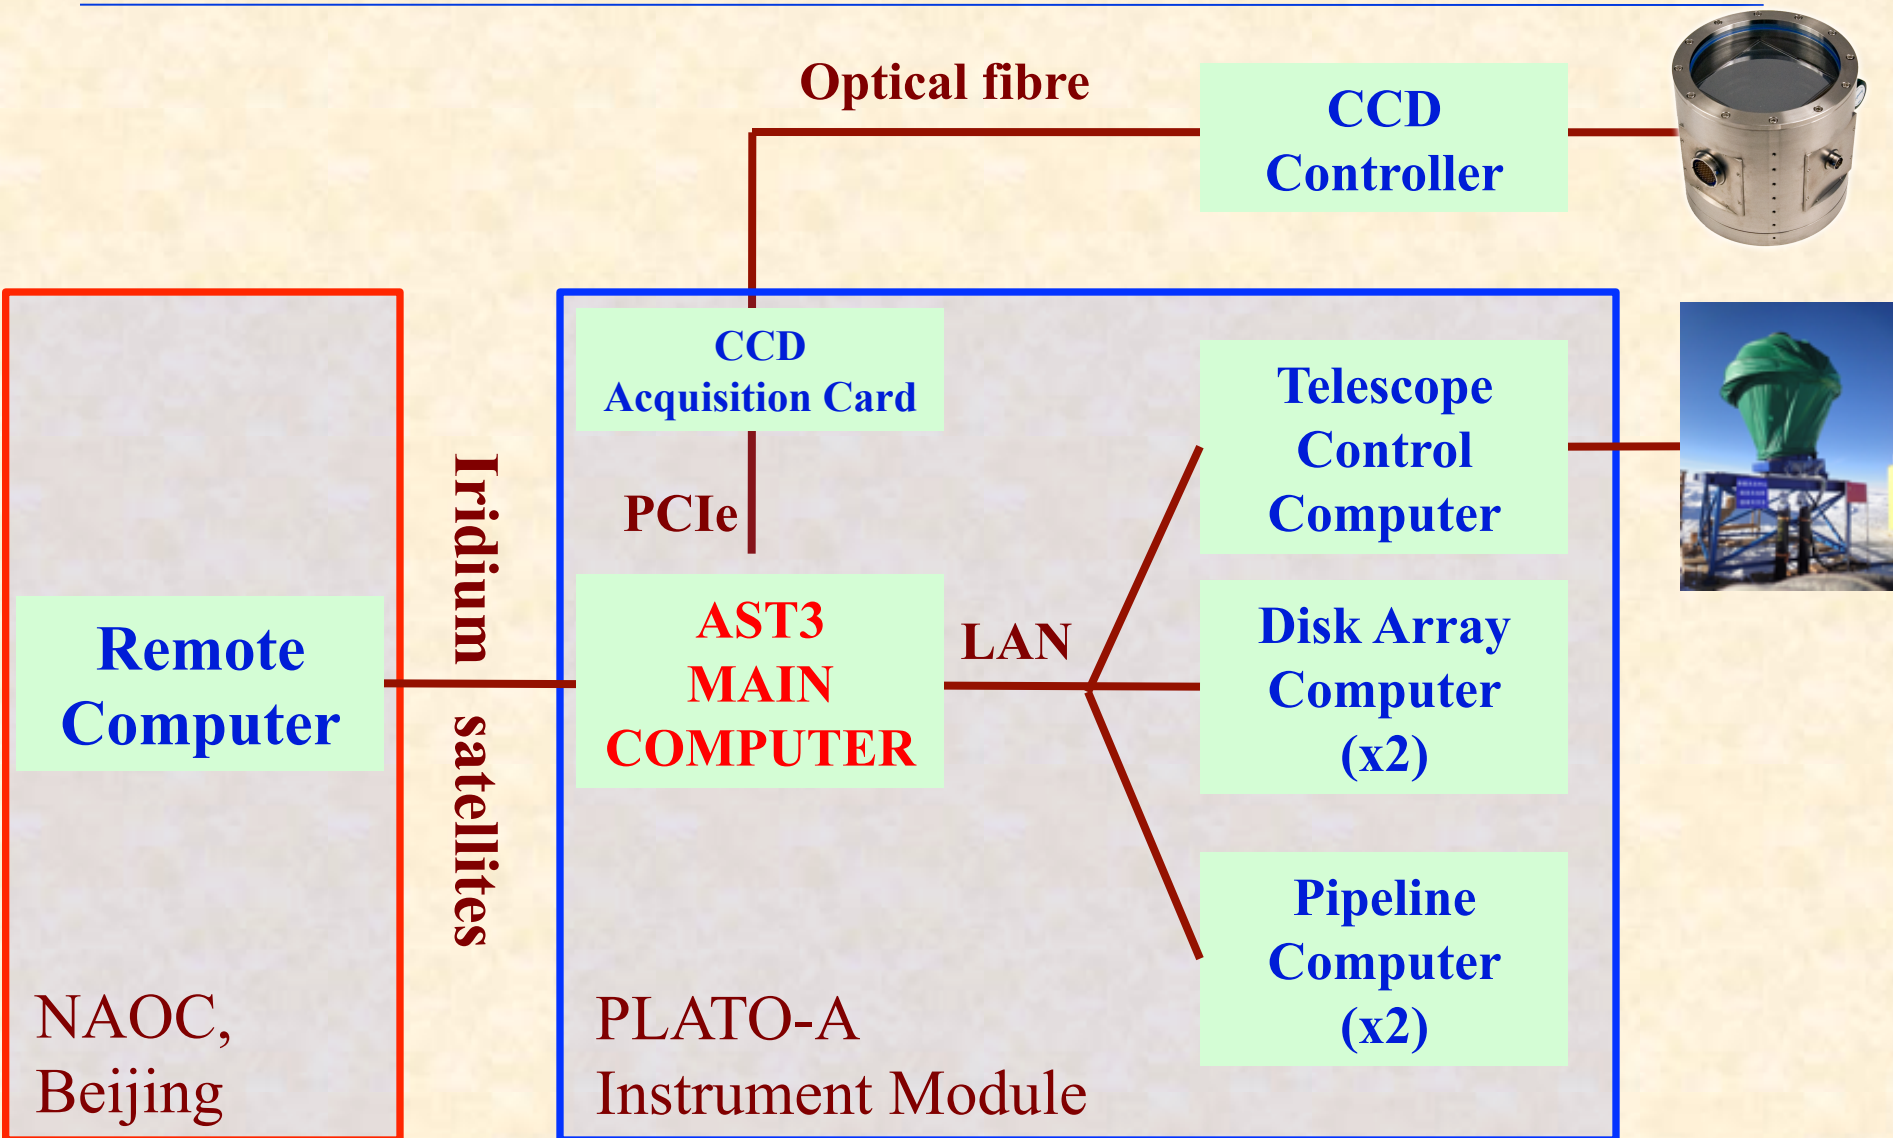 Optical fibre
CCD
Controller
CCD
Acquisition Card
PCIe
Remote
Computer
Iridium satellites
AST3
MAIN
COMPUTER
LAN
Telescope
Control
Computer
Disk Array
Computer
(x2)
Pipeline
Computer
(x2)
NAOC,
Beijing
PLATO-A
Instrument Module